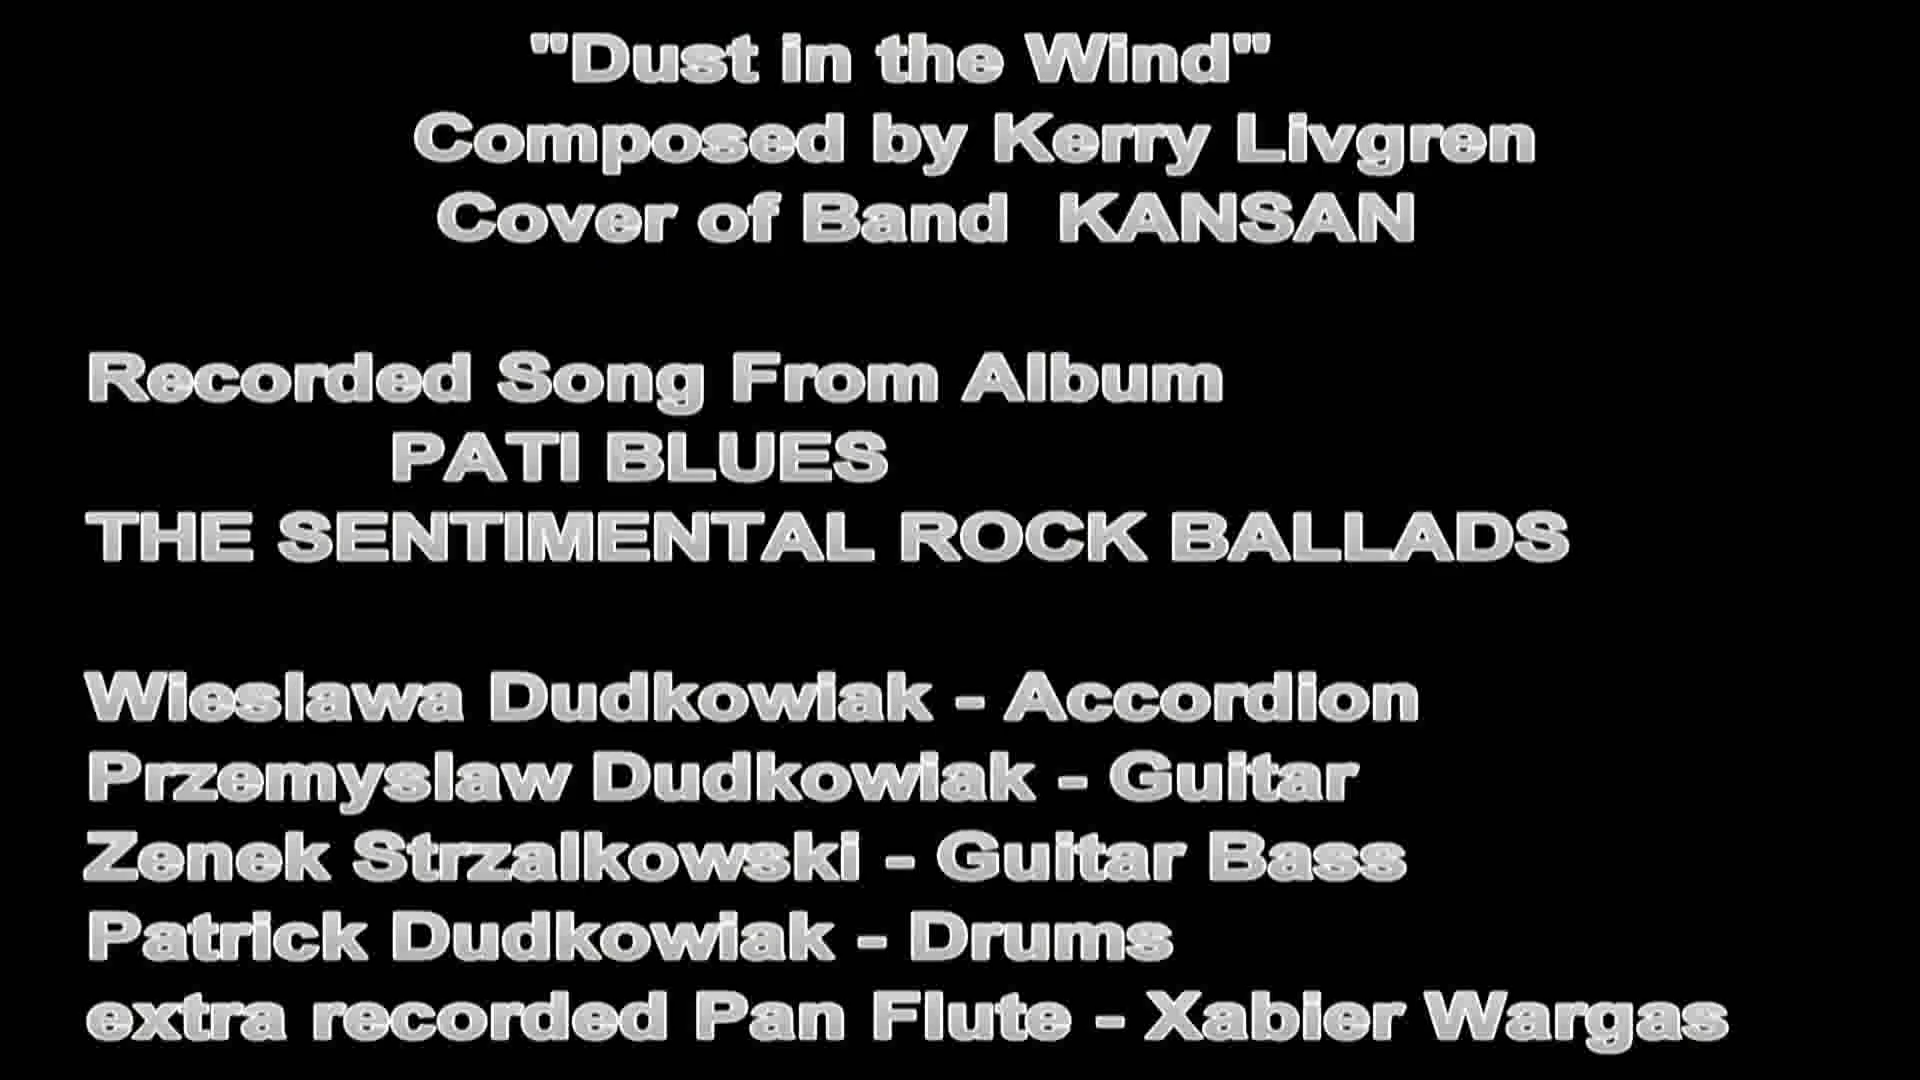 "Dust in the Wind"
Composed by Kerry Livgren
Cover of Band KANSAN
Recorded Song From Album
PATI BLUES
THE SENTIMENTAL ROCK BALLADS
Wieslawa Dudkowiak - Accordion
Przemyslaw Dudkowiak - Guitar
Zenek Strzalkowski - Guitar Bass
Patrick Dudkowiak - Drums
extra recorded Pan Flute - Xabier Wargas